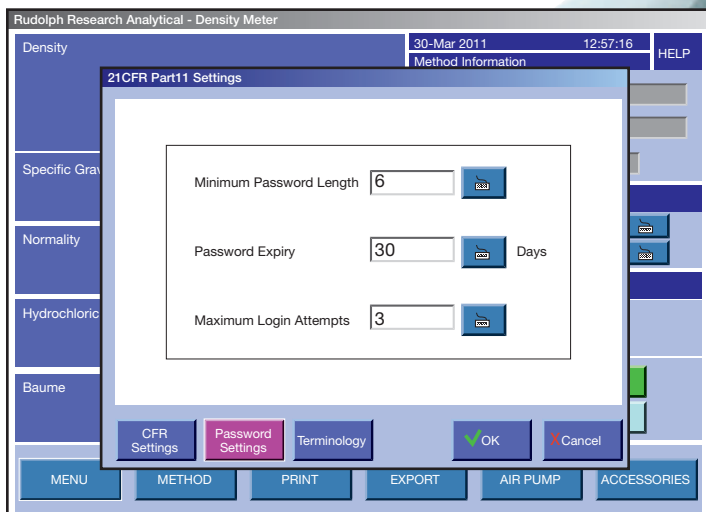 Rudolph Research Analytical - Density Meter
Density
30-Mar 2011 12:57:16
HELP
Method Information
21CFR Part11 Settings
Minimum Password Length 6
Specific Grav
Normality
Password Expiry 30 Days
Hydrochloric
Maximum Login Attempts 3
Baume
CFR
Settings
Password
Settings
Terminology
OK
X Cancel
MENU METHOD PRINT EXPORT AIR PUMP ACCESSORIES